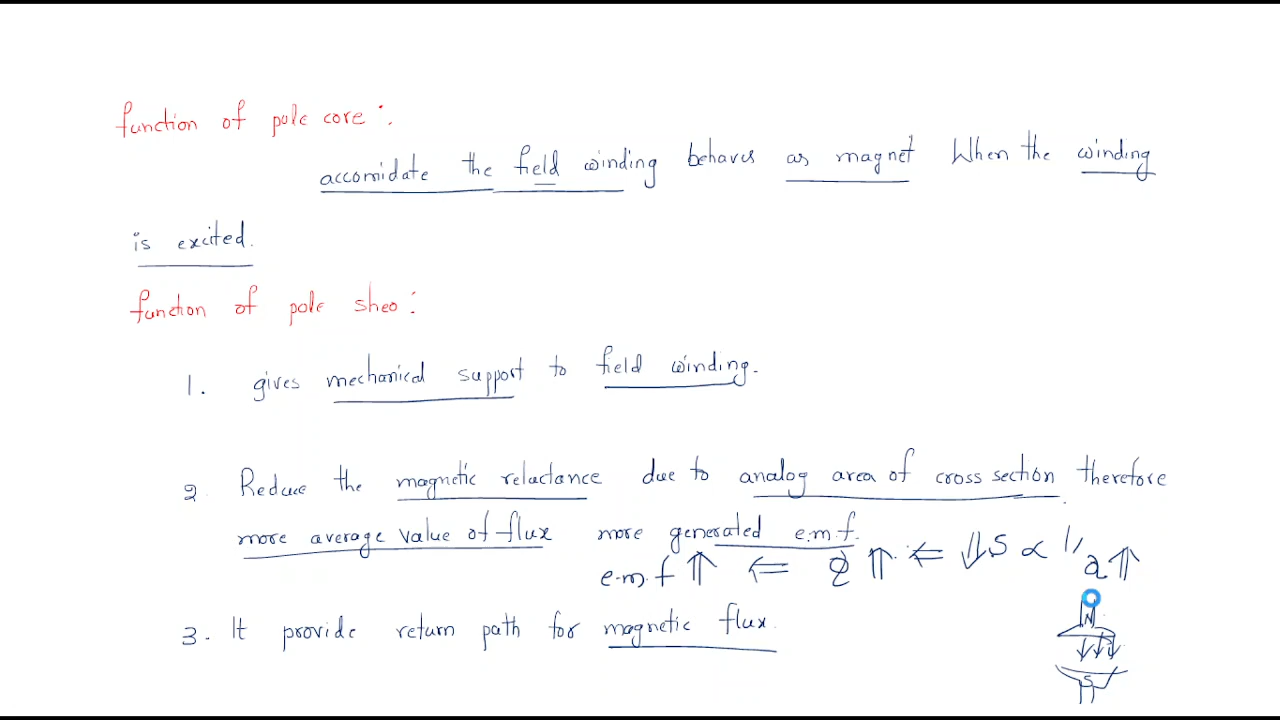 function of pole core :
accomidate the field winding behaves as magnet When the winding
is excited.
function of pole sheo :
1. gives mechanical support to field winding.
2. Reduce the magnetic reluctance due to analog area of cross section therefore
more average value of flux more generated e.m.f.
e.m.f ⇑ ⇐ φ ⇑ ⇐ ⇓ S ∝ 1/a ⇑
3. It provide return path for magnetic flux.
N
S